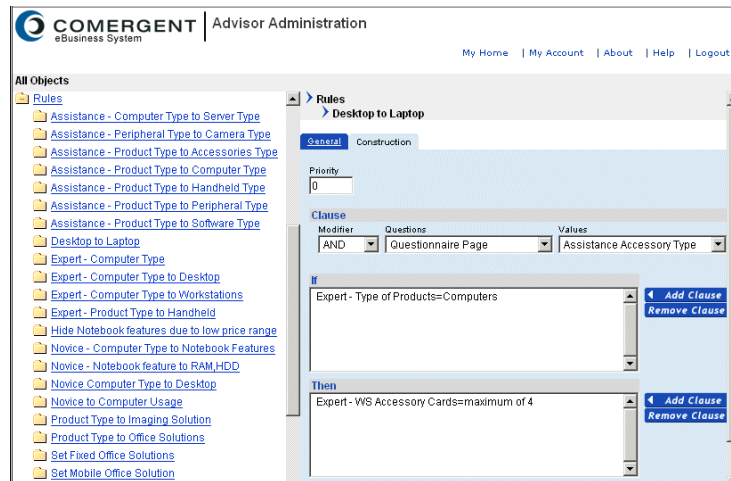 COMERGENT
eBusiness System
Advisor Administration
My Home | My Account | About | Help | Logout
All Objects
Rules
Assistance - Computer Type to Server Type
Assistance - Peripheral Type to Camera Type
Assistance - Product Type to Accessories Type
Assistance - Product Type to Computer Type
Assistance - Product Type to Handheld Type
Assistance - Product Type to Peripheral Type
Assistance - Product Type to Software Type
Desktop to Laptop
Expert - Computer Type
Expert - Computer Type to Desktop
Expert - Computer Type to Workstations
Expert - Product Type to Handheld
Hide Notebook features due to low price range
Novice - Computer Type to Notebook Features
Novice - Notebook feature to RAM,HDD
Novice Computer Type to Desktop
Novice to Computer Usage
Product Type to Imaging Solution
Product Type to Office Solutions
Set Fixed Office Solutions
Set Mobile Office Solution
Rules
Desktop to Laptop
General Construction
Priority
0
Clause
Modifier Questions Values
AND Questionnaire Page Assistance Accessory Type
If
Expert - Type of Products=Computers
Add Clause
Remove Clause
Then
Expert - WS Accessory Cards=maximum of 4
Add Clause
Remove Clause